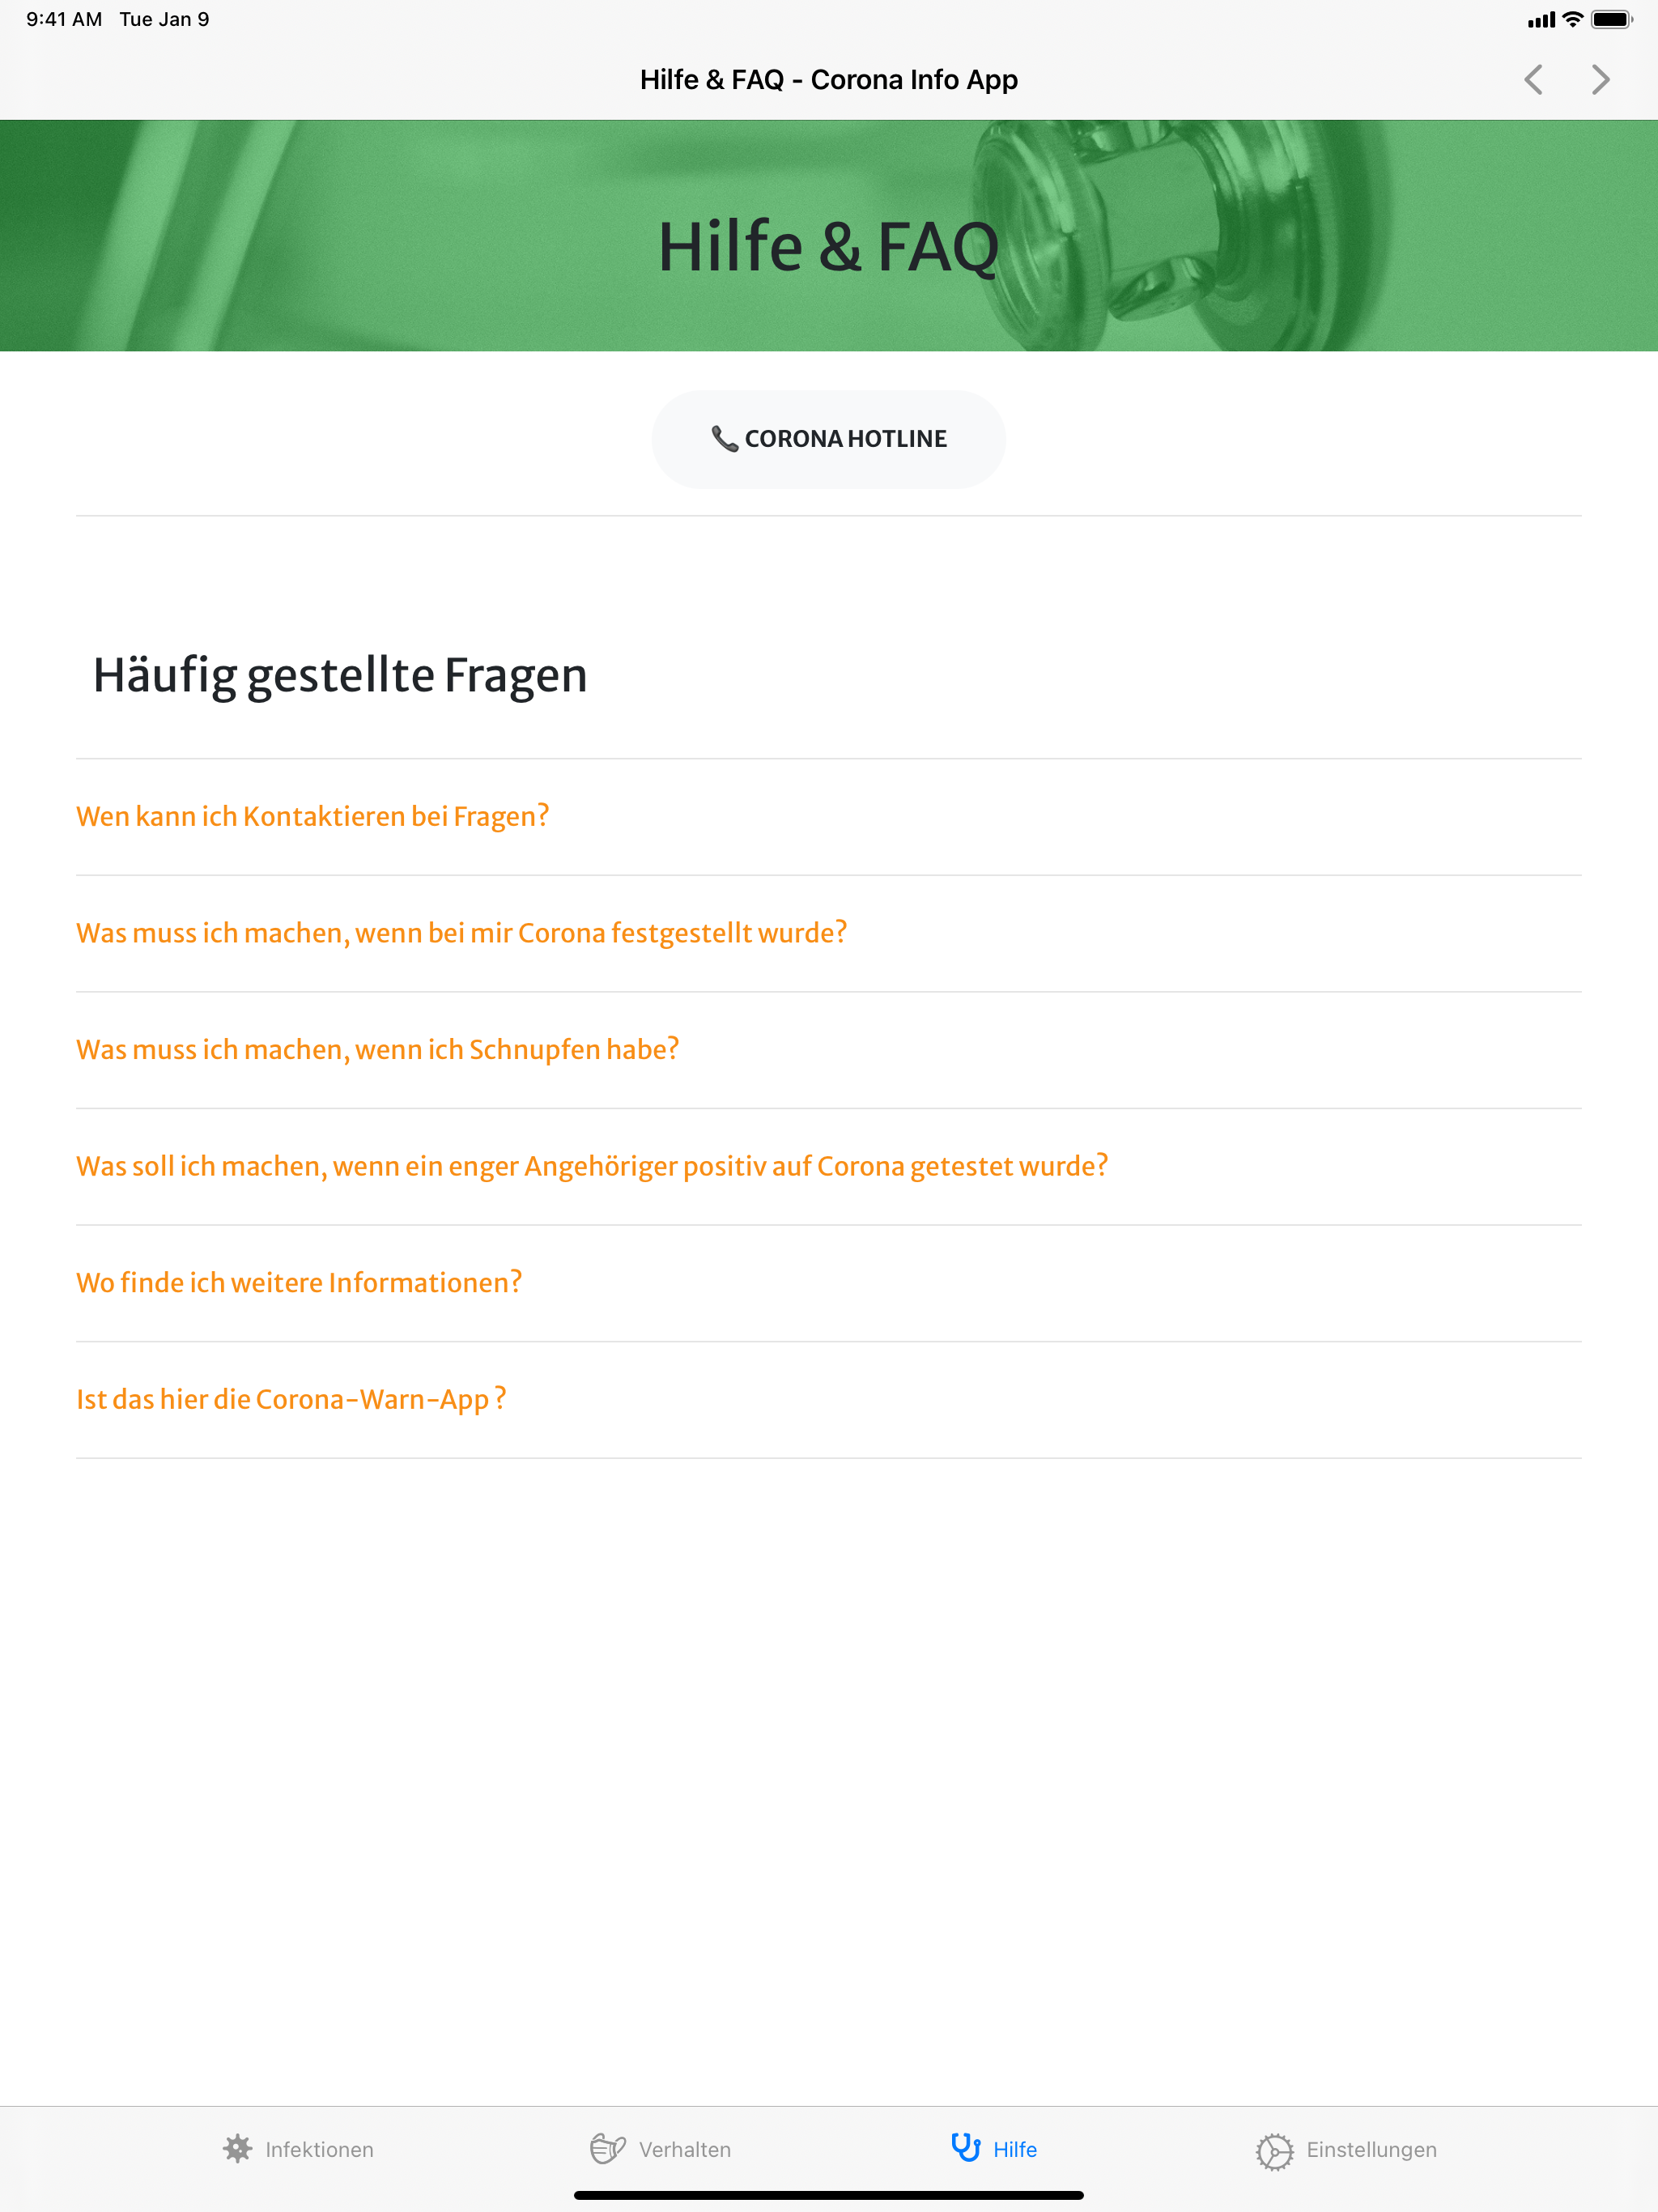 9:41 AM Tue Jan 9
Hilfe & FAQ - Corona Info App
Hilfe & FAQ
CORONA HOTLINE
Häufig gestellte Fragen
Wen kann ich Kontaktieren bei Fragen?
Was muss ich machen, wenn bei mir Corona festgestellt wurde?
Was muss ich machen, wenn ich Schnupfen habe?
Was soll ich machen, wenn ein enger Angehöriger positiv auf Corona getestet wurde?
Wo finde ich weitere Informationen?
Ist das hier die Corona-Warn-App ?
Infektionen Verhalten Hilfe Einstellungen